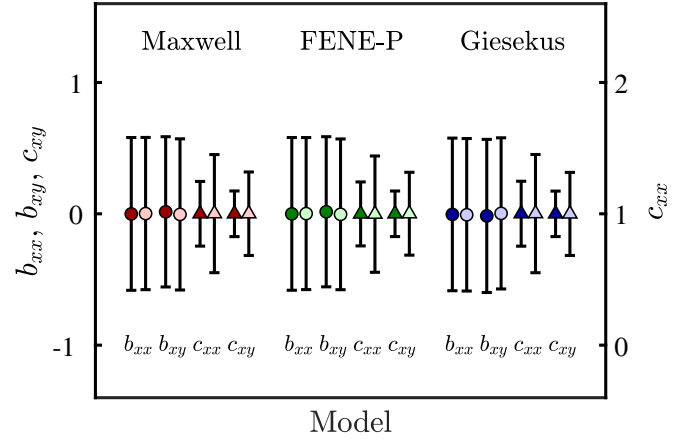 Maxwell FENE-P Giesekus
1 2
b_xx, b_xy, c_xy
0 1
c_xx
-1 b_xx b_xy c_xx c_xy b_xx b_xy c_xx c_xy b_xx b_xy c_xx c_xy 0
Model